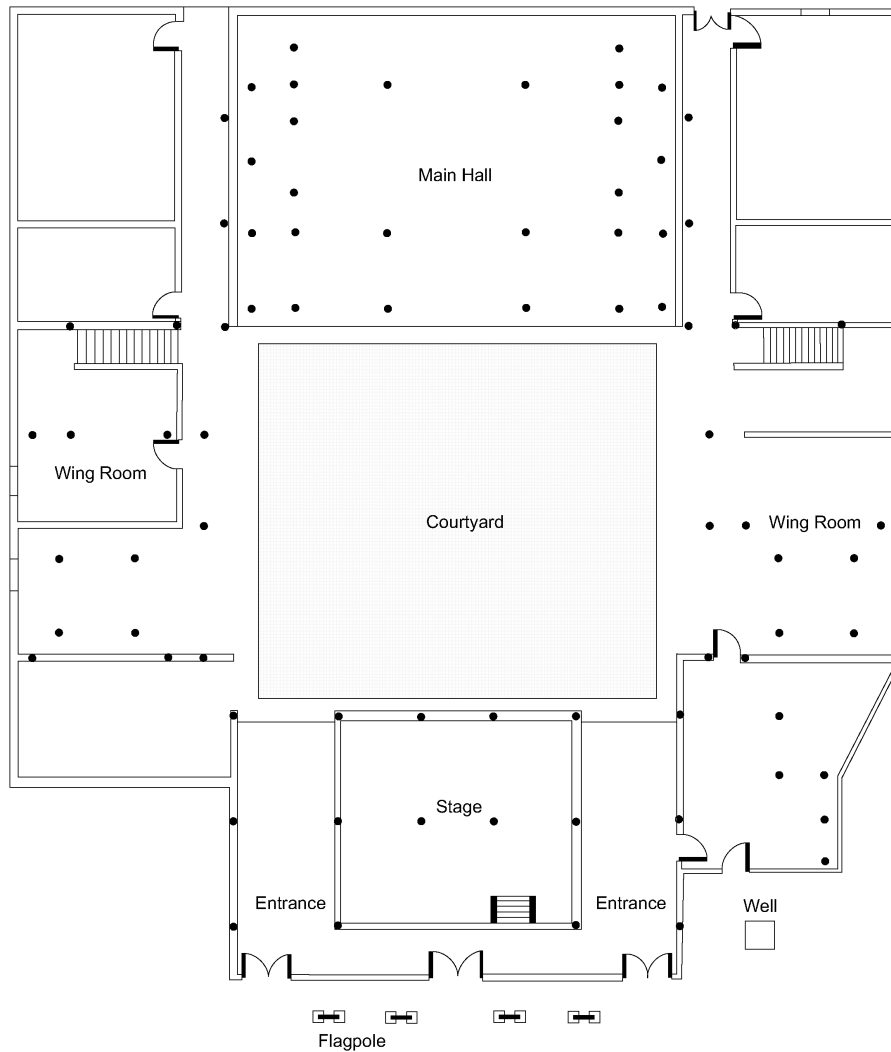 Main Hall
Wing Room
Courtyard
Wing Room
Stage
Entrance
Entrance
Well
Flagpole